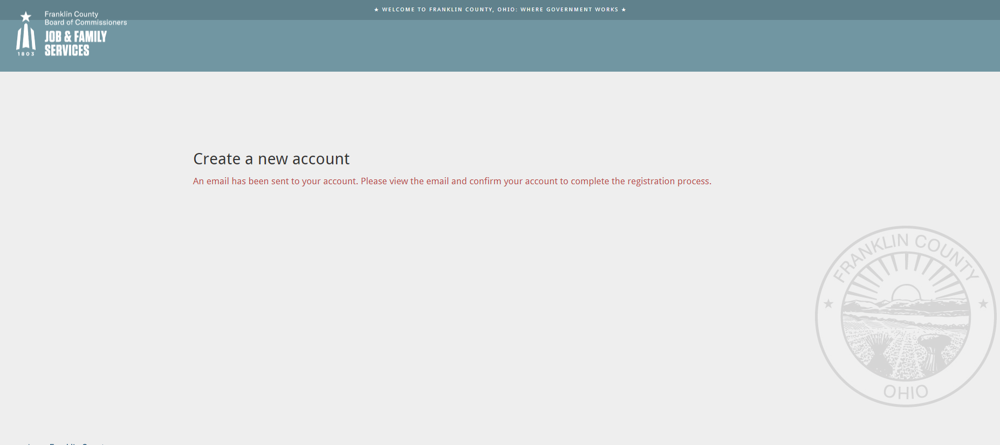 ★ WELCOME TO FRANKLIN COUNTY, OHIO: WHERE GOVERNMENT WORKS ★
Franklin County
Board of Commissioners
JOB & FAMILY
SERVICES
1803
Create a new account
An email has been sent to your account. Please view the email and confirm your account to complete the registration process.
FRANKLIN COUNTY
OHIO